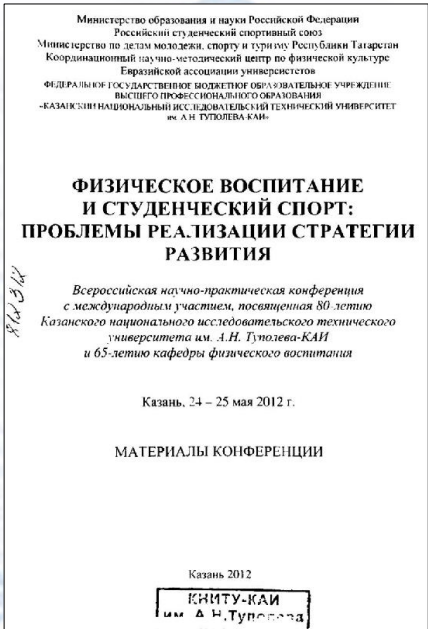 Министерство образования и науки Российской Федерации
Российский студенческий спортивный союз
Министерство по делам молодежи, спорту и туризму Республики Татарстан
Координационный научно-методический центр по физической культуре
Евразийской ассоциации университетов
ФЕДЕРАЛЬНОЕ ГОСУДАРСТВЕННОЕ БЮДЖЕТНОЕ ОБРАЗОВАТЕЛЬНОЕ УЧРЕЖДЕНИЕ
ВЫСШЕГО ПРОФЕССИОНАЛЬНОГО ОБРАЗОВАНИЯ
«КАЗАНСКИЙ НАЦИОНАЛЬНЫЙ ИССЛЕДОВАТЕЛЬСКИЙ ТЕХНИЧЕСКИЙ УНИВЕРСИТЕТ
им. А.Н. ТУПОЛЕВА-КАИ»
ФИЗИЧЕСКОЕ ВОСПИТАНИЕ
И СТУДЕНЧЕСКИЙ СПОРТ:
ПРОБЛЕМЫ РЕАЛИЗАЦИИ СТРАТЕГИИ
РАЗВИТИЯ
812312
Всероссийская научно-практическая конференция
с международным участием, посвященная 80-летию
Казанского национального исследовательского технического
университета им. А.Н. Туполева-КАИ
и 65-летию кафедры физического воспитания
Казань, 24 – 25 мая 2012 г.
МАТЕРИАЛЫ КОНФЕРЕНЦИИ
Казань 2012
КНИТУ-КАИ
им. А.Н.Туполева